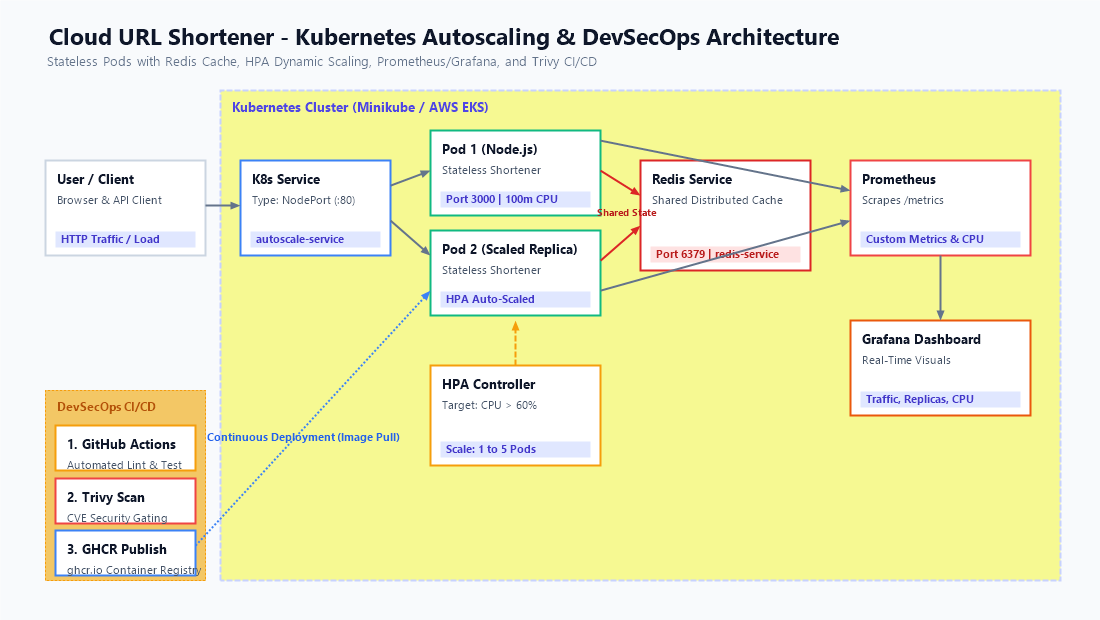 Cloud URL Shortener - Kubernetes Autoscaling & DevSecOps Architecture
Stateless Pods with Redis Cache, HPA Dynamic Scaling, Prometheus/Grafana, and Trivy CI/CD
Kubernetes Cluster (Minikube / AWS EKS)
User / Client
Browser & API Client
HTTP Traffic / Load
K8s Service
Type: NodePort (:80)
autoscale-service
Pod 1 (Node.js)
Stateless Shortener
Port 3000 | 100m CPU
Pod 2 (Scaled Replica)
Stateless Shortener
HPA Auto-Scaled
Shared State
Redis Service
Shared Distributed Cache
Port 6379 | redis-service
Prometheus
Scrapes /metrics
Custom Metrics & CPU
Grafana Dashboard
Real-Time Visuals
Traffic, Replicas, CPU
HPA Controller
Target: CPU > 60%
Scale: 1 to 5 Pods
DevSecOps CI/CD
1. GitHub Actions
Automated Lint & Test
2. Trivy Scan
CVE Security Gating
3. GHCR Publish
ghcr.io Container Registry
Continuous Deployment (Image Pull)